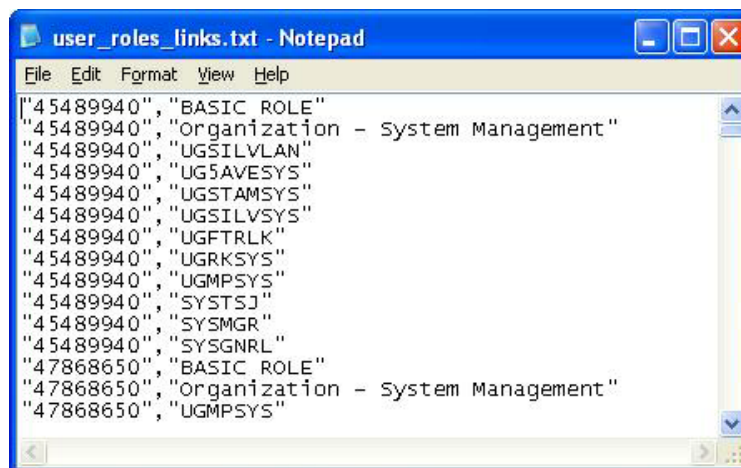 user_roles_links.txt - Notepad
File Edit Format View Help
"45489940","BASIC ROLE"
"45489940","Organization - System Management"
"45489940","UGSILVLAN"
"45489940","UG5AVESYS"
"45489940","UGSTAMSYS"
"45489940","UGSILVSYS"
"45489940","UGFTRLK"
"45489940","UGRKSYS"
"45489940","UGMPSYS"
"45489940","SYSTSJ"
"45489940","SYSMGR"
"45489940","SYSGNRL"
"47868650","BASIC ROLE"
"47868650","Organization - System Management"
"47868650","UGMPSYS"